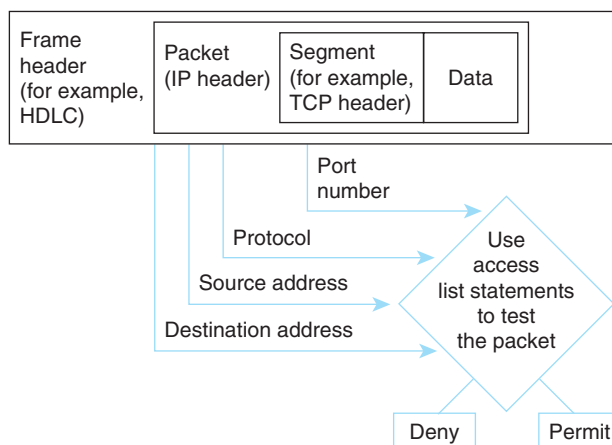 Frame
header
(for example,
HDLC)
Packet
(IP header)
Segment
(for example,
TCP header)
Data
Port
number
Protocol
Source address
Destination address
Use
access
list statements
to test
the packet
Deny
Permit